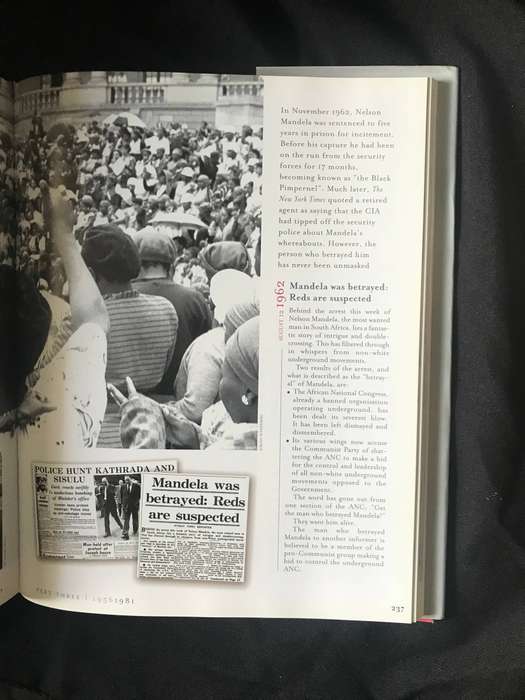 In November 1962, Nelson
Mandela was sentenced to five
years in prison for incitement.
Before his capture he had been
on the run from the security
forces for 17 months,
becoming known as "the Black
Pimpernel". Much later, The
New York Times quoted a retired
agent as saying that the CIA
had tipped off the security
police about Mandela's
whereabouts. However, the
person who betrayed him
has never been unmasked
AUGUST 12 1962
Mandela was betrayed:
Reds are suspected
Behind the arrest this week of
Nelson Mandela, the most wanted
man in South Africa, lies a fantas-
tic story of intrigue and double-
crossing. This has filtered through
in whispers from non-white
underground movements.
Two results of the arrest, and
what is described as the "betray-
al" of Mandela, are:
• The African National Congress,
already a banned organisation
operating underground, has
been dealt its severest blow.
It has been left dismayed and
dismembered.
• Its various wings now accuse
the Communist Party of shat-
tering the ANC to make a bid
for the control and leadership
of all non-white underground
movements opposed to the
Government.
The word has gone out from
one section of the ANC: "Get
the man who betrayed Mandela!"
They want him alive.
The man who betrayed
Mandela to another informer is
believed to be a member of the
pro-Communist group making a
bid to control the underground
ANC.
POLICE HUNT KATHRADA AND
SISULU
Mandela was
betrayed: Reds
are suspected
PART THREE | 1956 1981
237